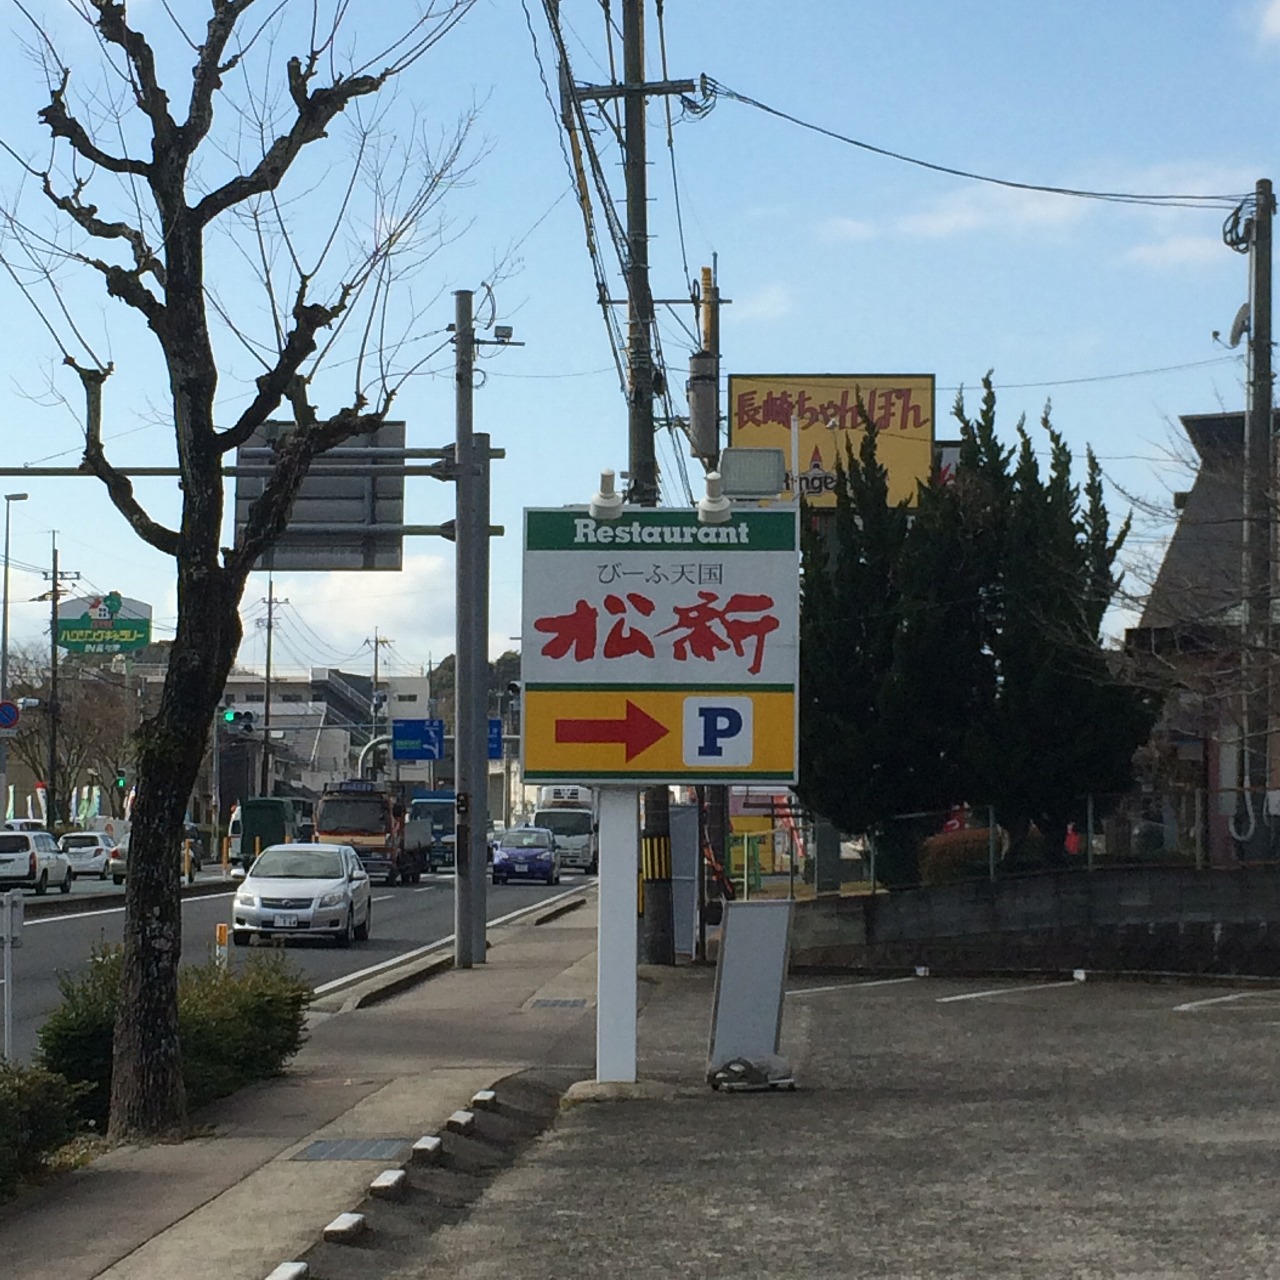 長崎ちゃんぽん
Restaurant
びーふ天国
松新
P
ハウジングギャラリー